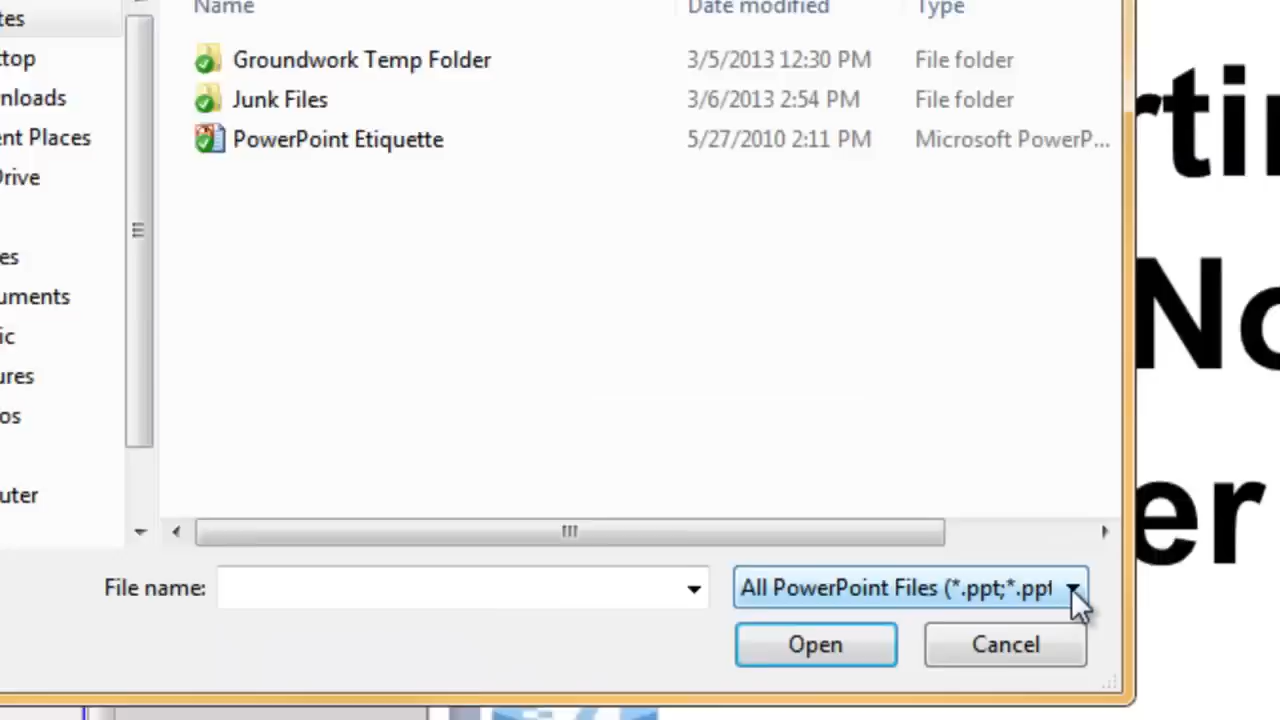 Name Date modified Type
tes
Groundwork Temp Folder 3/5/2013 12:30 PM File folder
top
nloads Junk Files 3/6/2013 2:54 PM File folder
ent Places PowerPoint Etiquette 5/27/2010 2:11 PM Microsoft PowerP...
Drive
es
uments
ic
ures
os
uter
rtin
No
er
File name: All PowerPoint Files (*.ppt;*.ppt
Open Cancel